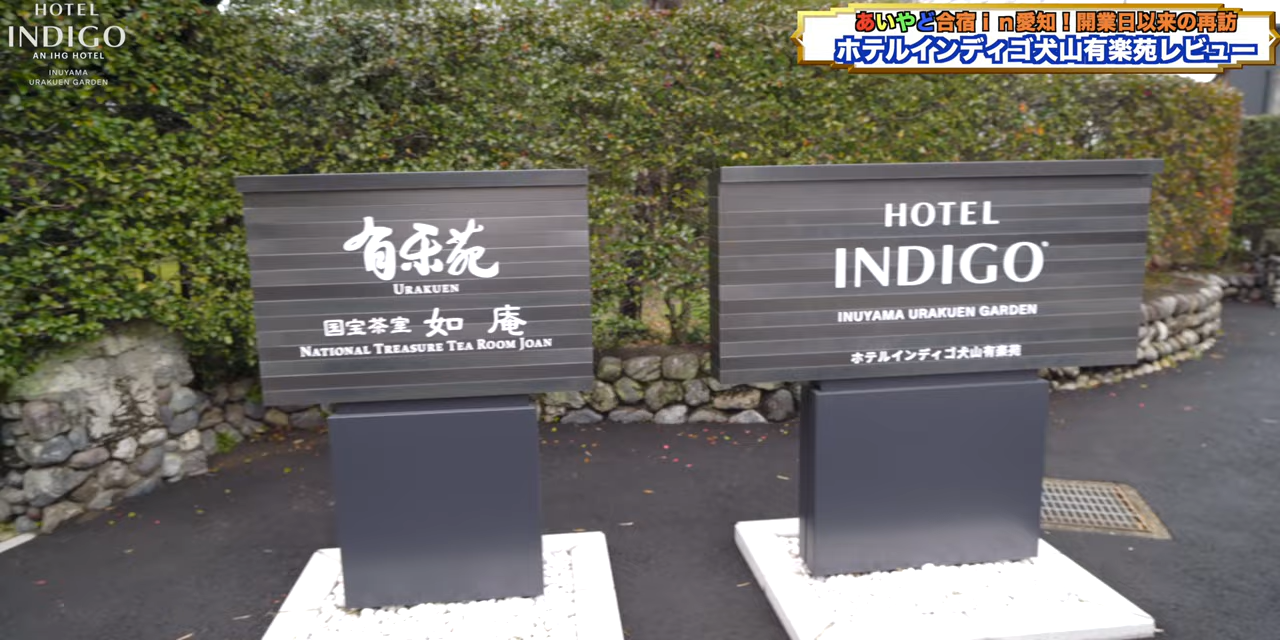 HOTEL
INDIGO
AN IHG HOTEL
INUYAMA
URAKUEN GARDEN
あいやど合宿in愛知!開業日以来の再訪
ホテルインディゴ犬山有楽苑レビュー
有乐苑
URAKUEN
国宝茶室 如庵
NATIONAL TREASURE TEA ROOM JOAN
HOTEL
INDIGO
INUYAMA URAKUEN GARDEN
ホテルインディゴ犬山有楽苑